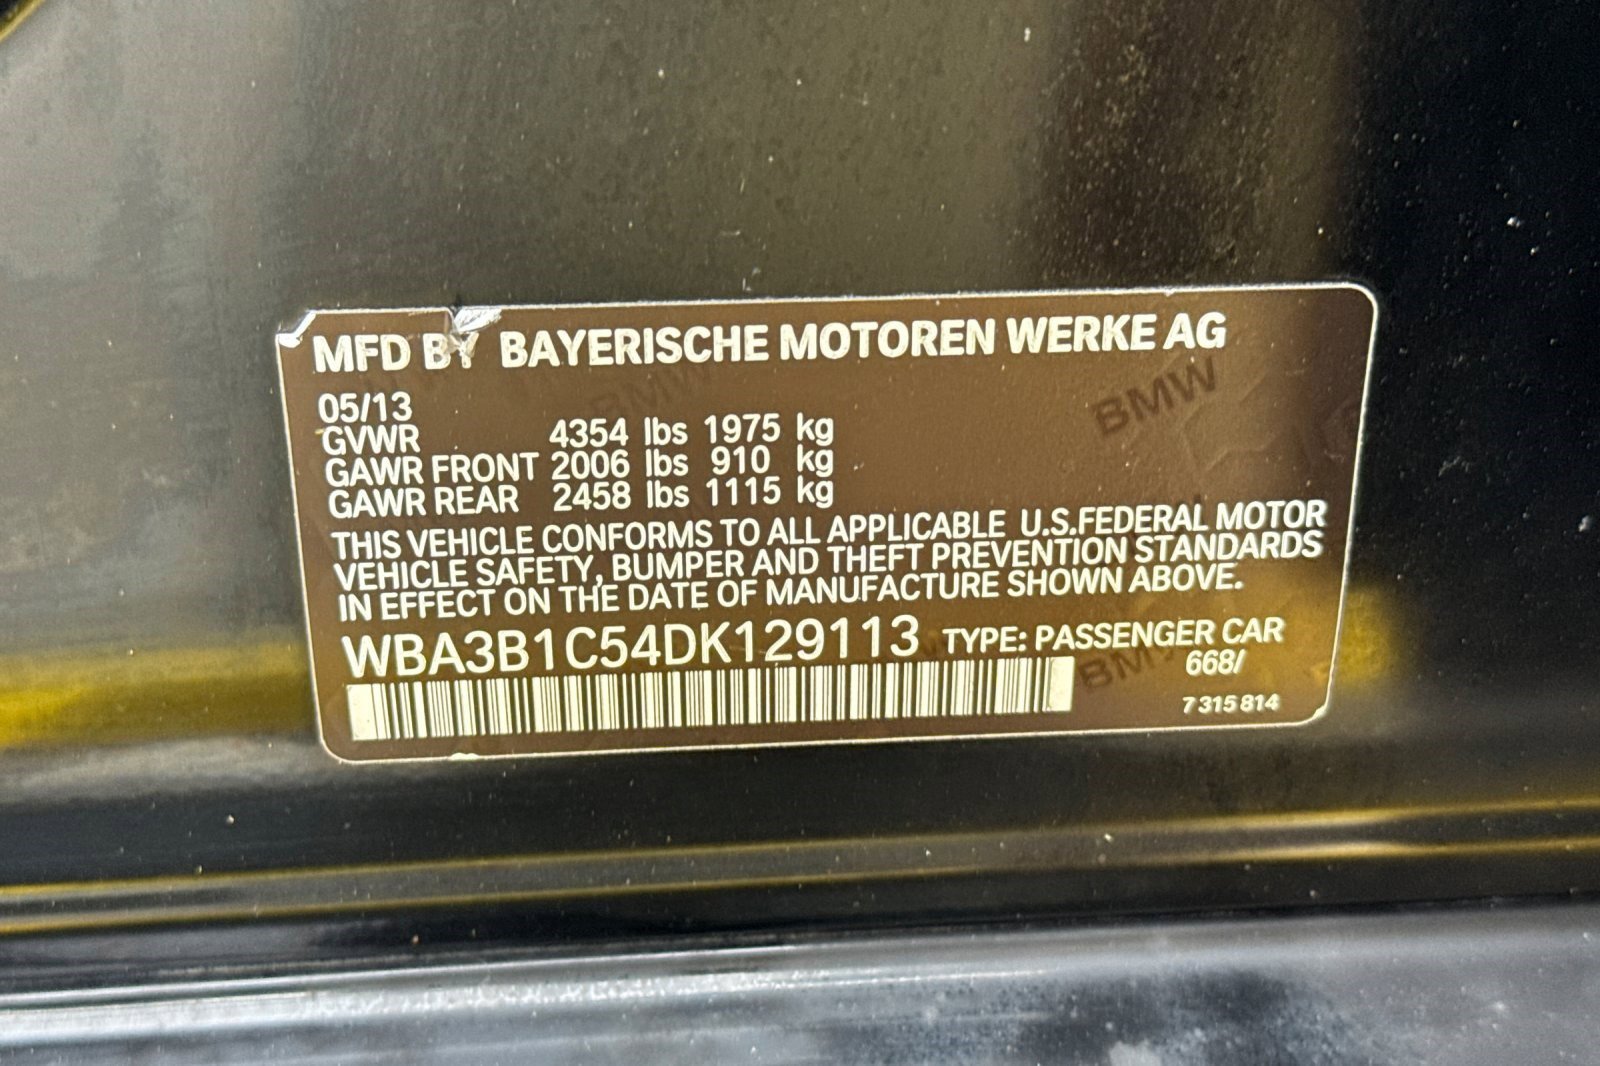 MFD BY BAYERISCHE MOTOREN WERKE AG
05/13
GVWR 4354 lbs 1975 kg
GAWR FRONT 2006 lbs 910 kg
GAWR REAR 2458 lbs 1115 kg
THIS VEHICLE CONFORMS TO ALL APPLICABLE U.S.FEDERAL MOTOR
VEHICLE SAFETY, BUMPER AND THEFT PREVENTION STANDARDS
IN EFFECT ON THE DATE OF MANUFACTURE SHOWN ABOVE.
WBA3B1C54DK129113 TYPE: PASSENGER CAR
668/
7 315 814
BMW
BMW
BMW